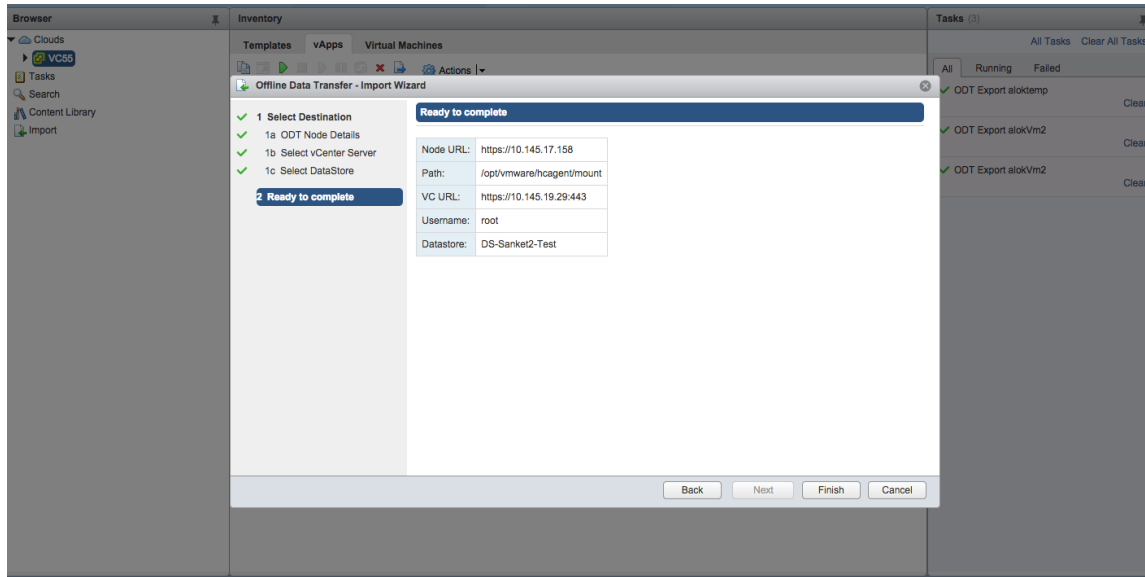 Browser
Clouds
VC55
Tasks
Search
Content Library
Import
Inventory
Templates vApps Virtual Machines
Actions
Offline Data Transfer - Import Wizard
1 Select Destination
1a ODT Node Details
1b Select vCenter Server
1c Select DataStore
2 Ready to complete
Ready to complete
Node URL: https://10.145.17.158
Path: /opt/vmware/hcagent/mount
VC URL: https://10.145.19.29:443
Username: root
Datastore: DS-Sanket2-Test
Back Next Finish Cancel
Tasks (3)
All Tasks Clear All Tasks
All Running Failed
ODT Export aloktemp
Clear
ODT Export alokVm2
Clear
ODT Export alokVm2
Clear